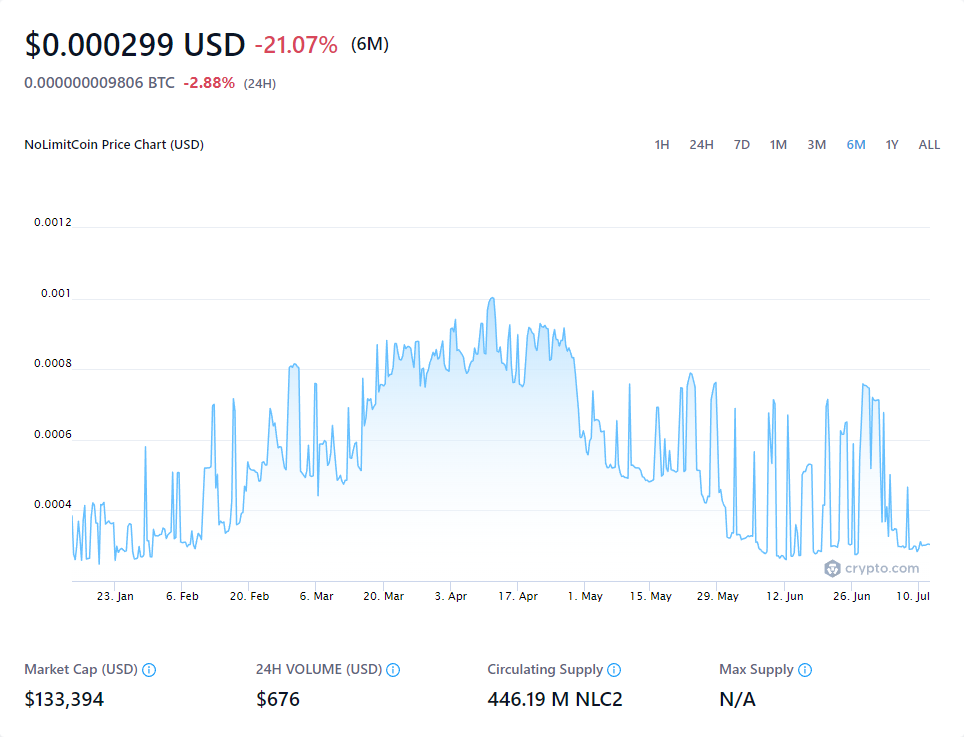 $0.000299 USD -21.07% (6M)
0.000000009806 BTC -2.88% (24H)
NoLimitCoin Price Chart (USD) 1H 24H 7D 1M 3M 6M 1Y ALL
0.0012
0.001
0.0008
0.0006
0.0004
crypto.com
23. Jan 6. Feb 20. Feb 6. Mar 20. Mar 3. Apr 17. Apr 1. May 15. May 29. May 12. Jun 26. Jun 10. Jul
Market Cap (USD) 24H VOLUME (USD) Circulating Supply Max Supply
$133,394 $676 446.19 M NLC2 N/A